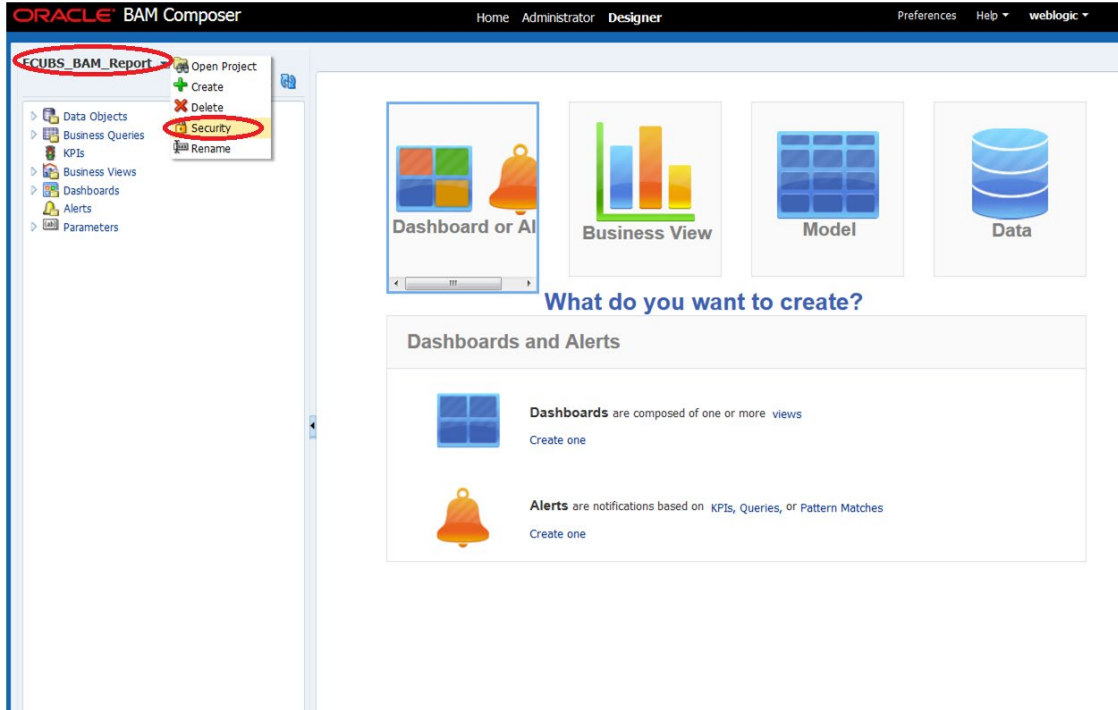 ORACLE BAM Composer
Home Administrator Designer
Preferences Help weblogic
FCUBS_BAM_Report
Open Project
Create
Delete
Security
Rename
Data Objects
Business Queries
KPIs
Business Views
Dashboards
Alerts
Parameters
Dashboard or Al
Business View
Model
Data
What do you want to create?
Dashboards and Alerts
Dashboards are composed of one or more views
Create one
Alerts are notifications based on KPIs, Queries, or Pattern Matches
Create one